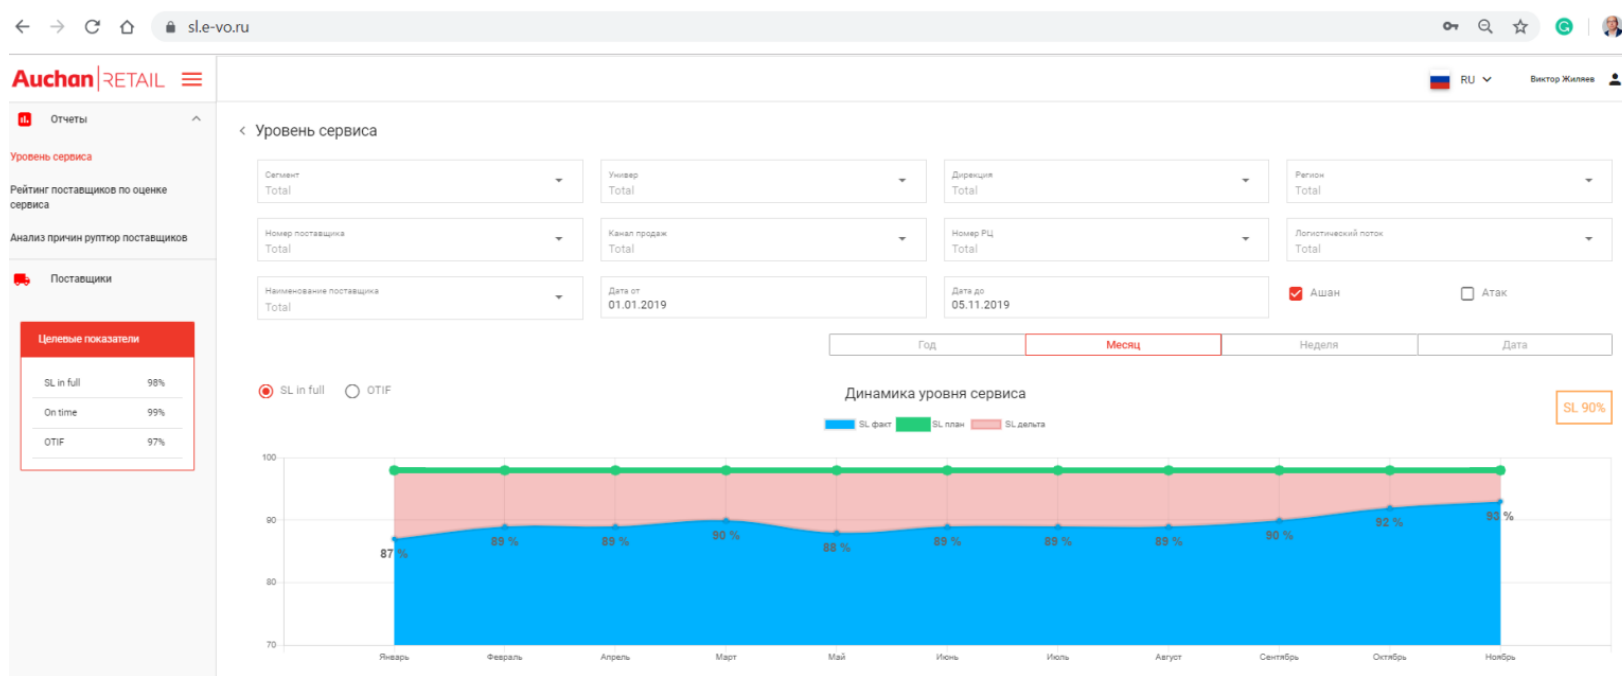 sl.e-vo.ru
Auchan RETAIL
RU
Виктор Жиляев
Отчеты
Уровень сервиса
Рейтинг поставщиков по оценке
сервиса
Анализ причин руптюр поставщиков
Поставщики
Целевые показатели
SL in full 98%
On time 99%
OTIF 97%
Уровень сервиса
Сегмент Универ Дирекция Регион
Total Total Total Total
Номер поставщика Канал продаж Номер РЦ Логистический поток
Total Total Total Total
Наименование поставщика Дата от Дата до
Total 01.01.2019 05.11.2019 Ашан Атак
Год Месяц Неделя Дата
SL in full OTIF
Динамика уровня сервиса
SL 90%
SL факт SL план SL дельта
100
90
80
70
87 % 89 % 89 % 90 % 88 % 89 % 89 % 89 % 90 % 92 % 93 %
Январь Февраль Апрель Март Май Июнь Июль Август Сентябрь Октябрь Ноябрь